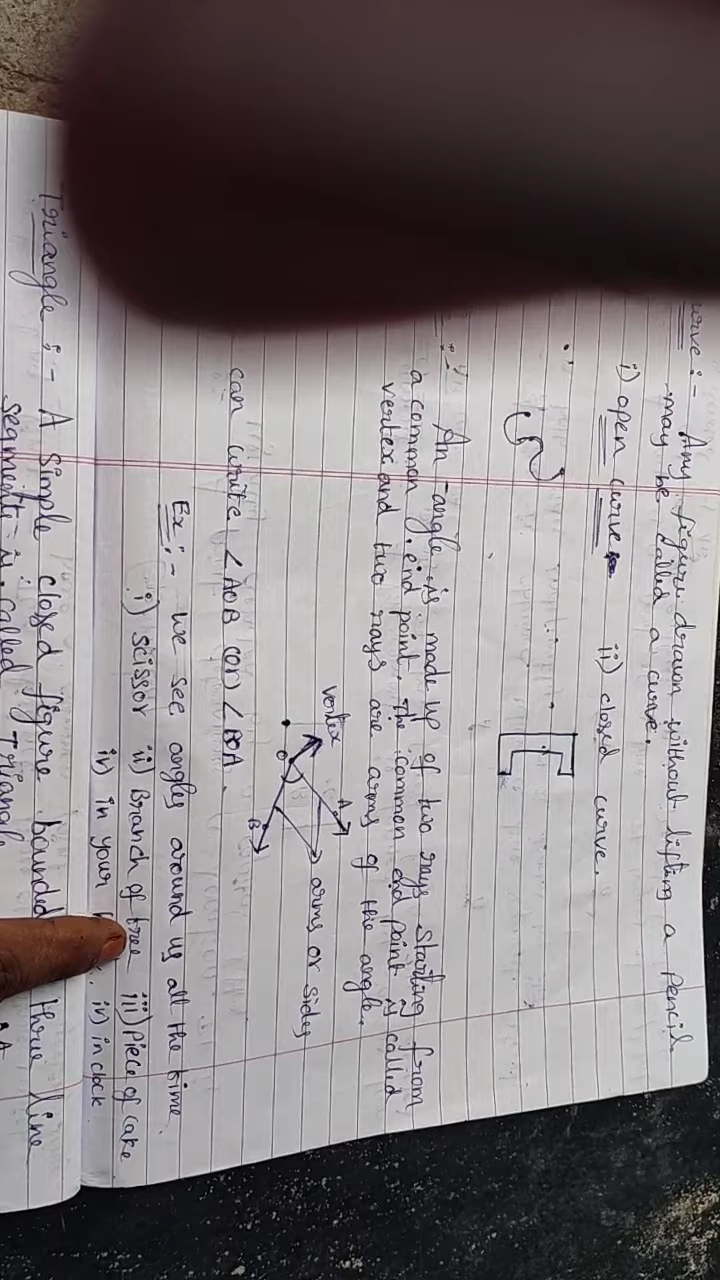 urve :- Any figure drawn without lifting a pencil
may be called a curve.
i) open curve ii) closed curve.
:- An angle is made up of two rays starting from
a common end point. The common end point is called
vertex and two rays are arms of the angle.
vertex
A
O
arms or sides
B
can write ∠AOB (or) ∠BOA.
Ex :- we see angles around us all the time.
i) scissor ii) Branch of tree iii) Piece of cake
iv) in your iv) in clock
Triangle :- A simple closed figure bounded three line
segments is called Triangle
A